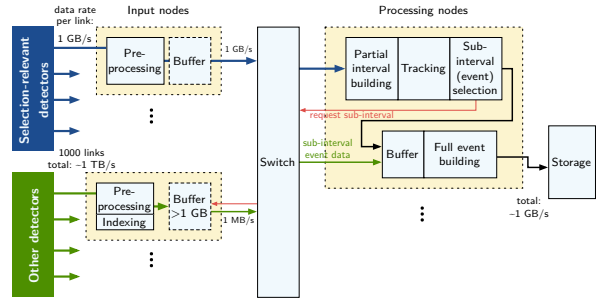 data rate
per link:
Input nodes
Processing nodes
1 GB/s
Selection-relevant
detectors
Pre-
processing
Buffer
1 GB/s
Partial
interval
building
Tracking
Sub-
interval
(event)
selection
request sub-interval
1000 links
total: ~1 TB/s
Switch
sub-interval
event data
Buffer
Full event
building
Storage
total:
~1 GB/s
Other detectors
Pre-
processing
Indexing
Buffer
>1 GB
1 MB/s